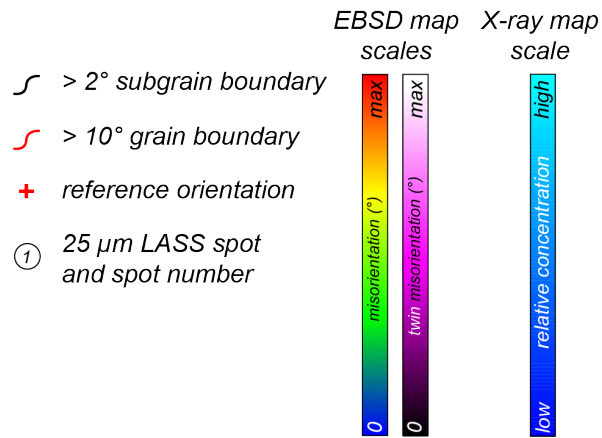 EBSD map
scales
X-ray map
scale
> 2° subgrain boundary
> 10° grain boundary
reference orientation
1
25 µm LASS spot
and spot number
max
misorientation (°)
0
max
twin misorientation (°)
0
high
relative concentration
low